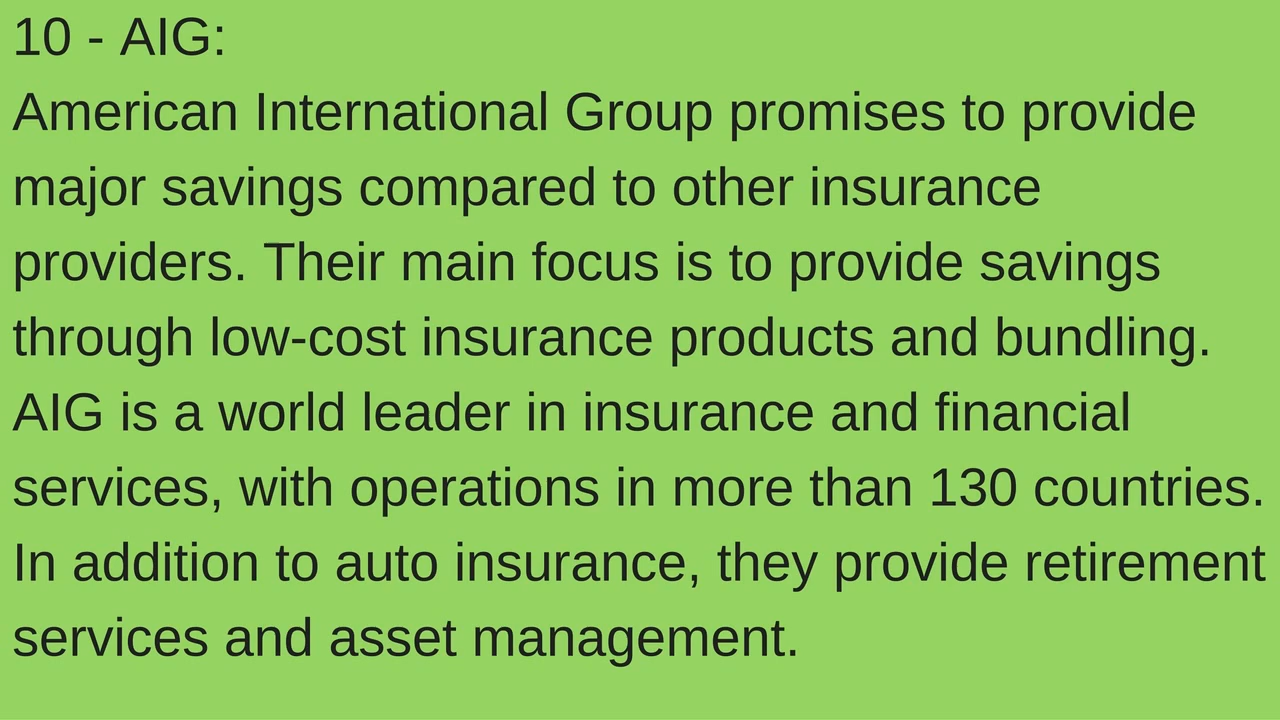 10 - AIG:
American International Group promises to provide
major savings compared to other insurance
providers. Their main focus is to provide savings
through low-cost insurance products and bundling.
AIG is a world leader in insurance and financial
services, with operations in more than 130 countries.
In addition to auto insurance, they provide retirement
services and asset management.